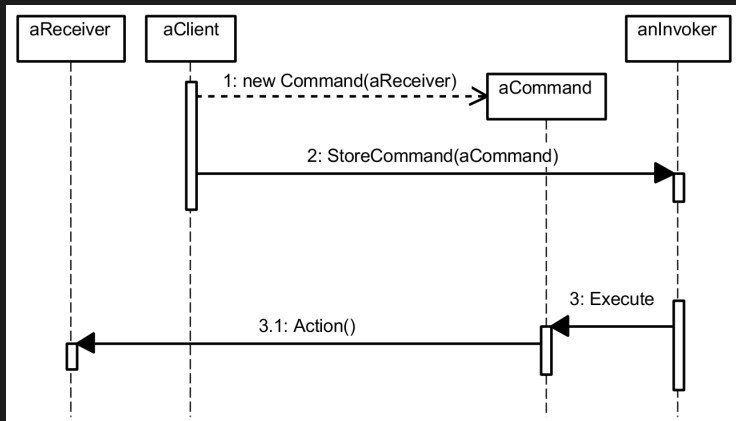 aReceiver
aClient
anInvoker
1: new Command(aReceiver)
aCommand
2: StoreCommand(aCommand)
3: Execute
3.1: Action()